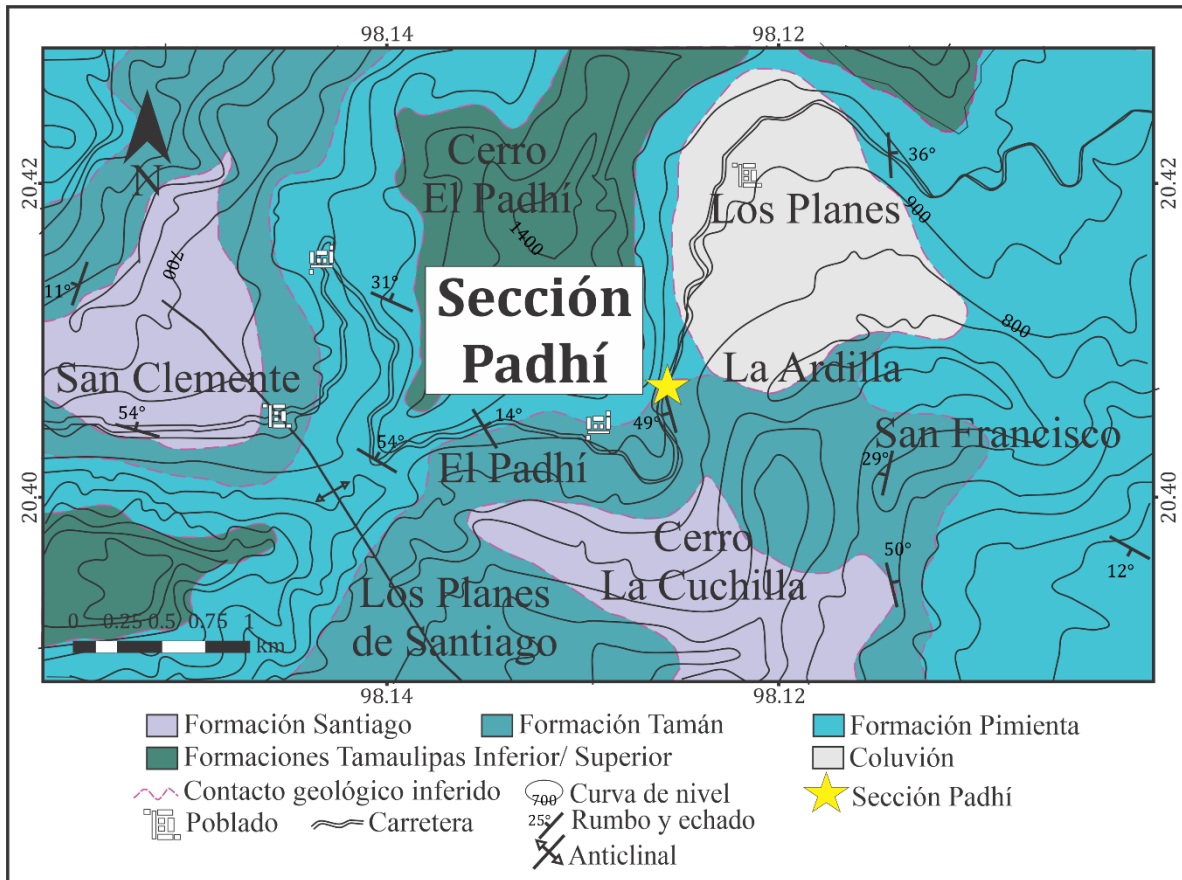 98.14
98.12
20.42
20.42
N
Cerro
El Padhí
Los Planes
36°
900
700
1400
11°
31°
Sección
Padhí
800
San Clemente
La Ardilla
54°
14°
49°
54°
El Padhí
San Francisco
29°
20.40
20.40
Cerro
La Cuchilla
50°
12°
Los Planes
de Santiago
0 0.25 0.5 0.75 1
km
98.14
98.12
Formación Santiago
Formación Tamán
Formación Pimienta
Formaciones Tamaulipas Inferior/ Superior
Coluvión
Contacto geológico inferido
700
Curva de nivel
Sección Padhí
Poblado
Carretera
25°
Rumbo y echado
Anticlinal